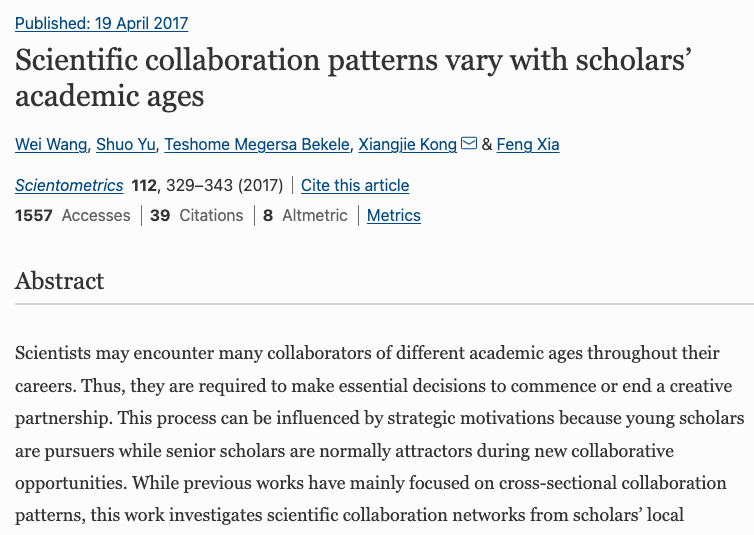 Published: 19 April 2017
Scientific collaboration patterns vary with scholars’
academic ages
Wei Wang, Shuo Yu, Teshome Megersa Bekele, Xiangjie Kong & Feng Xia
Scientometrics 112, 329–343 (2017) | Cite this article
1557 Accesses | 39 Citations | 8 Altmetric | Metrics
Abstract
Scientists may encounter many collaborators of different academic ages throughout their
careers. Thus, they are required to make essential decisions to commence or end a creative
partnership. This process can be influenced by strategic motivations because young scholars
are pursuers while senior scholars are normally attractors during new collaborative
opportunities. While previous works have mainly focused on cross-sectional collaboration
patterns, this work investigates scientific collaboration networks from scholars’ local